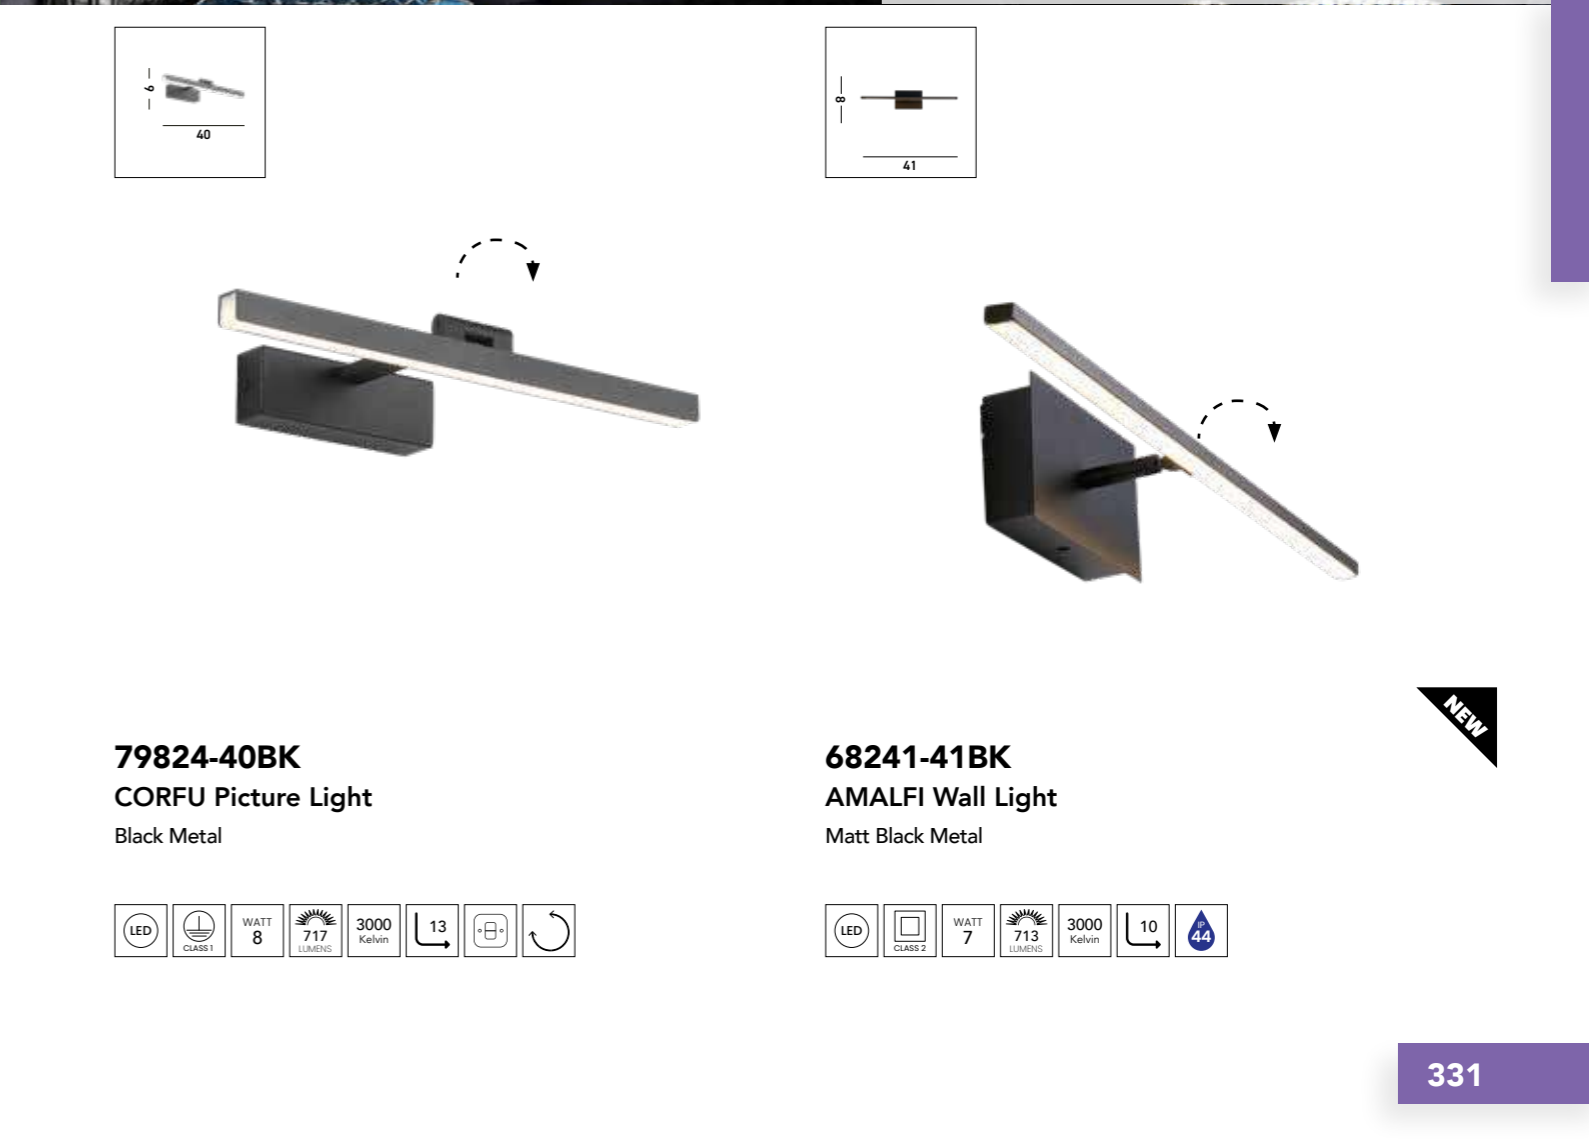 6
40
8
41
79824-40BK
CORFU Picture Light
Black Metal
LED
CLASS 1
WATT
8
717
LUMENS
3000
Kelvin
13
NEW
68241-41BK
AMALFI Wall Light
Matt Black Metal
LED
CLASS 2
WATT
7
713
LUMENS
3000
Kelvin
10
IP
44
331